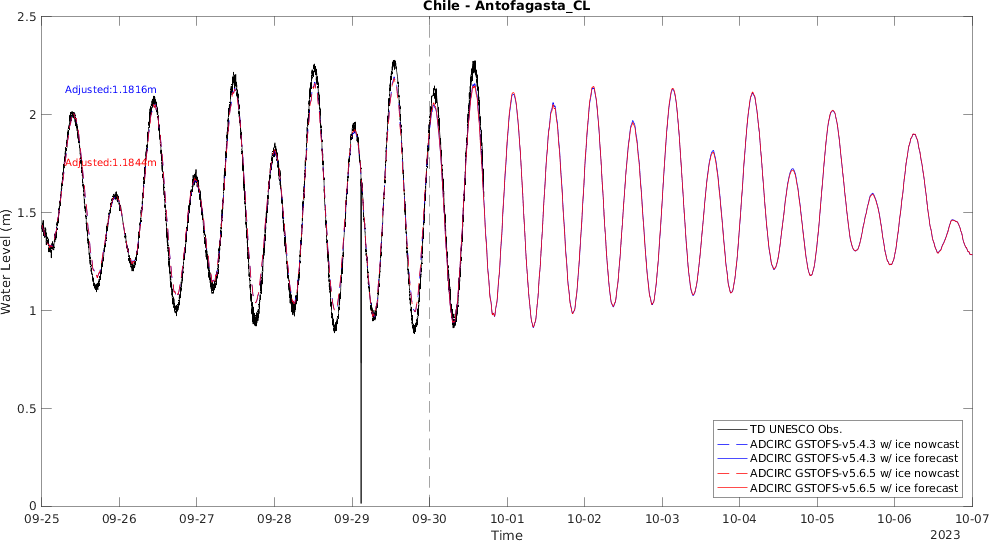 Chile - Antofagasta_CL
2.5
2
1.5
1
0.5
0
Water Level (m)
Adjusted:1.1816m
Adjusted:1.1844m
TD UNESCO Obs.
ADCIRC GSTOFS-v5.4.3 w/ ice nowcast
ADCIRC GSTOFS-v5.4.3 w/ ice forecast
ADCIRC GSTOFS-v5.6.5 w/ ice nowcast
ADCIRC GSTOFS-v5.6.5 w/ ice forecast
09-25 09-26 09-27 09-28 09-29 09-30 10-01 10-02 10-03 10-04 10-05 10-06 10-07
Time
2023